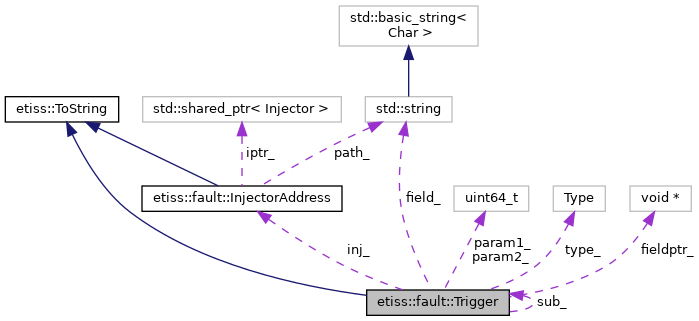 std::basic_string<
Char >
etiss::ToString
std::shared_ptr< Injector >
std::string
iptr_
path_
etiss::fault::InjectorAddress
uint64_t
Type
void *
field_
inj_
param1_
param2_
type_
fieldptr_
etiss::fault::Trigger
sub_